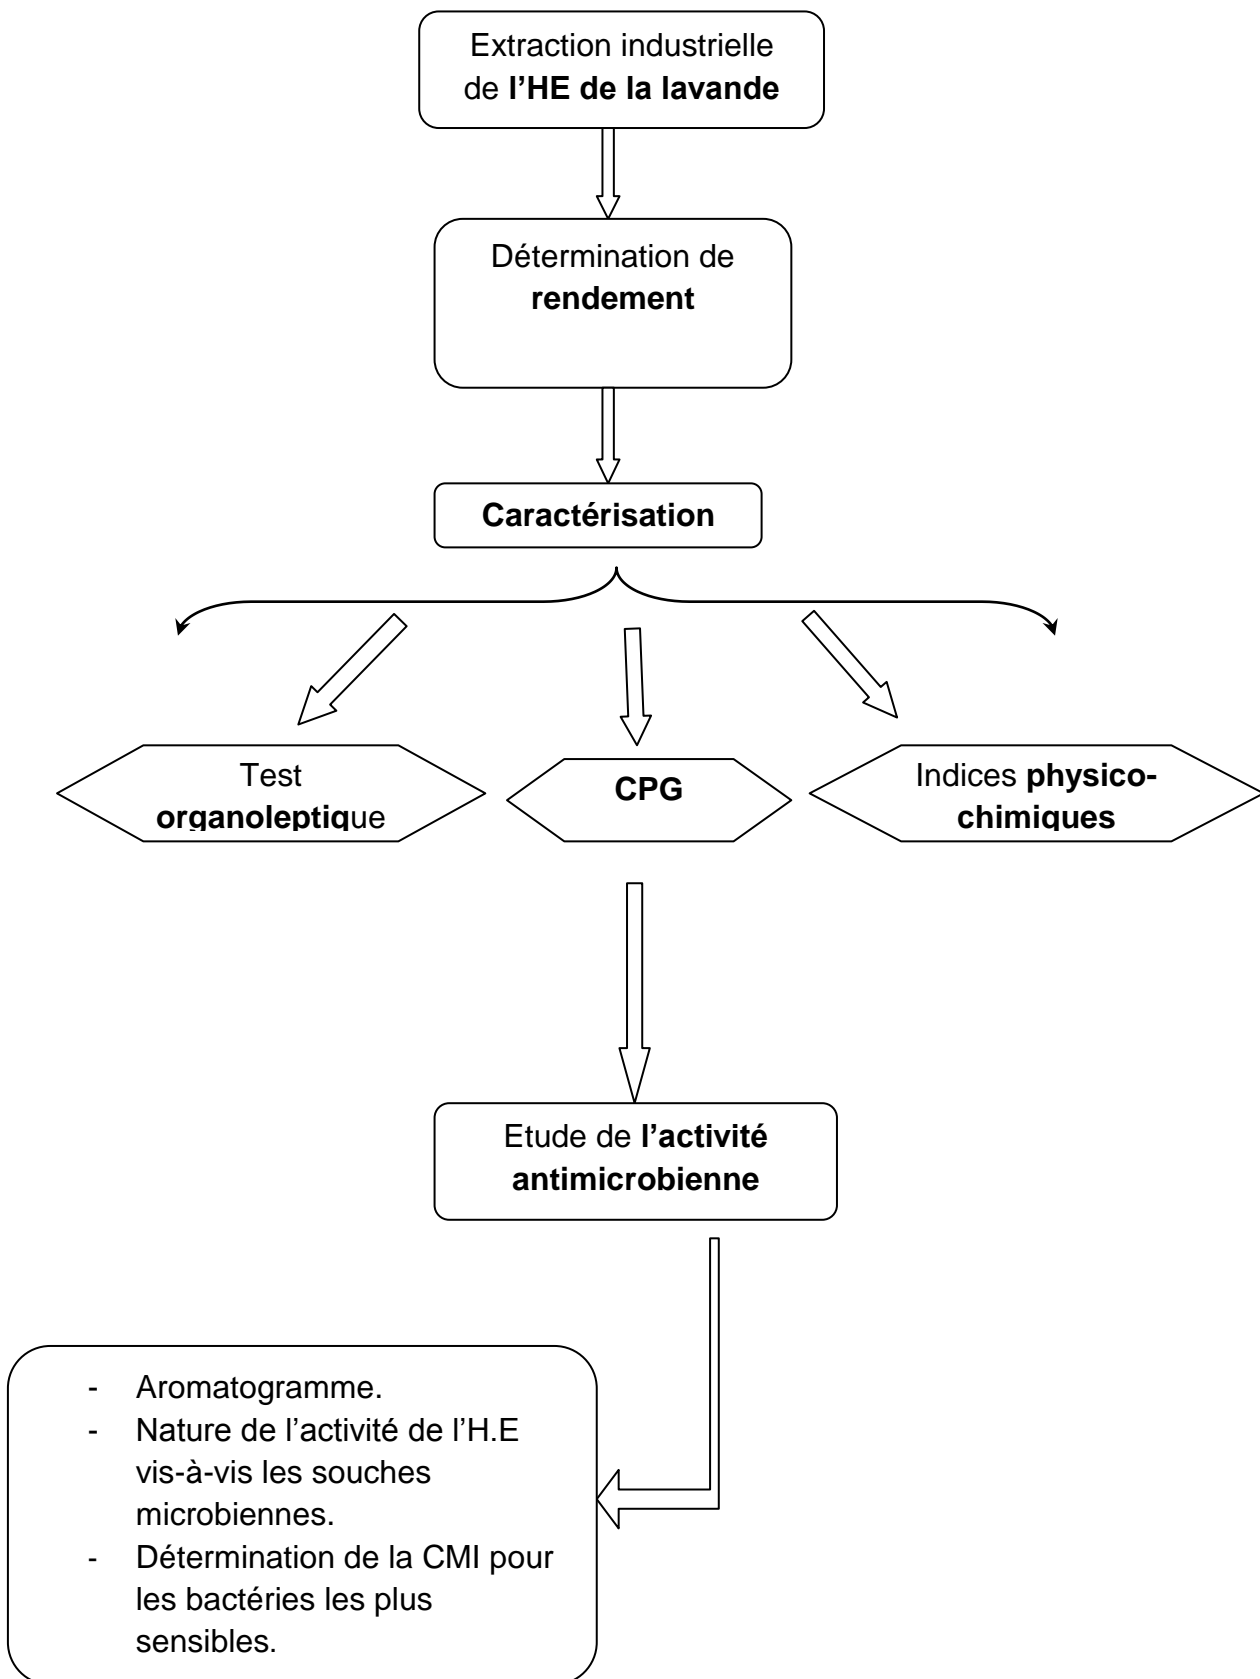 Extraction industrielle
de l’HE de la lavande
Détermination de
rendement
Caractérisation
Test
organoleptique
CPG
Indices physico-
chimiques
Etude de l’activité
antimicrobienne
- Aromatogramme.
- Nature de l’activité de l’H.E
vis-à-vis les souches
microbiennes.
- Détermination de la CMI pour
les bactéries les plus
sensibles.